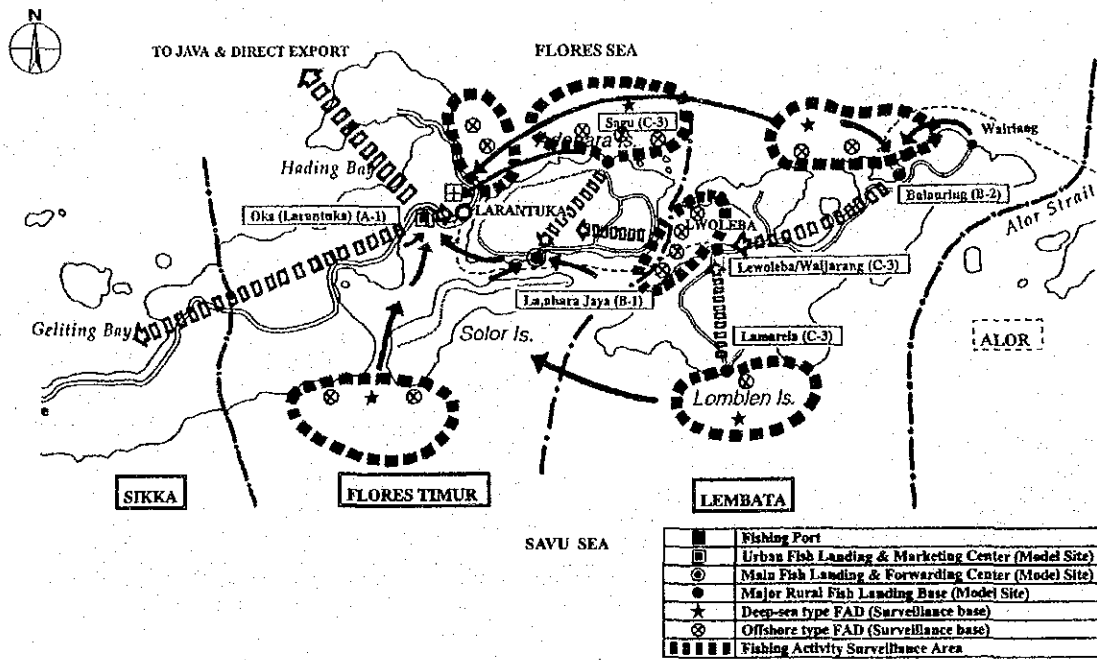 TO JAVA & DIRECT EXPORT
FLORES SEA
Sagu (C-3)
Wairiang
Hading Bay
Oka (Larantuka) (A-1)
LARANTUKA
LWOLEBA
Balauring (B-2)
Alor Strait
Lewoleba/Waijarang (C-3)
Geliting Bay
Solor Is.
Lamarela (C-3)
ALOR
Lomblen Is.
e
SIKKA
FLORES TIMUR
LEMBATA
SAVU SEA
Fishing Port
Urban Fish Landing & Marketing Center (Model Site)
Main Fish Landing & Forwarding Center (Model Site)
Major Rural Fish Landing Base (Model Site)
Deep-sea type FAD (Surveillance base)
Offshore type FAD (Surveillance base)
Fishing Activity Surveillance Area